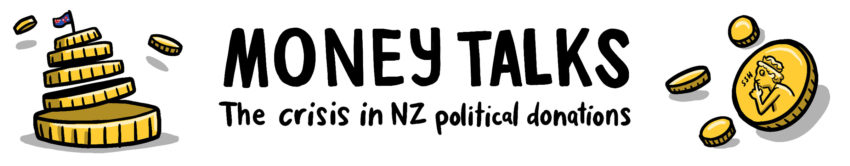 MONEY TALKS
The crisis in NZ political donations